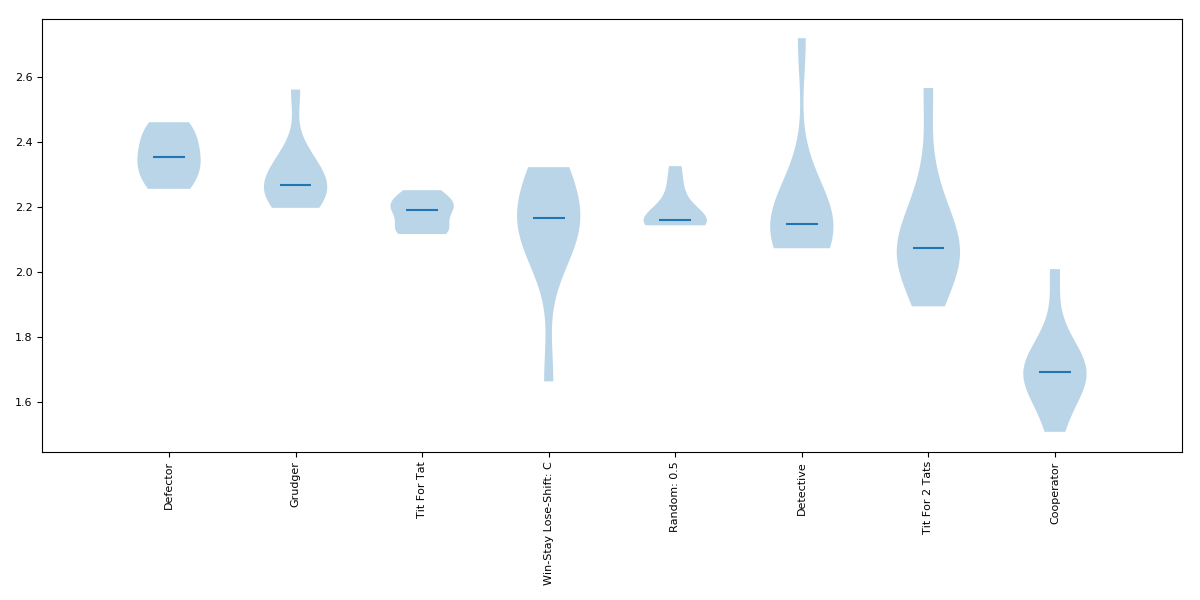 2.6
2.4
2.2
2.0
1.8
1.6
Defector
Grudger
Tit For Tat
Win-Stay Lose-Shift: C
Random: 0.5
Detective
Tit For 2 Tats
Cooperator